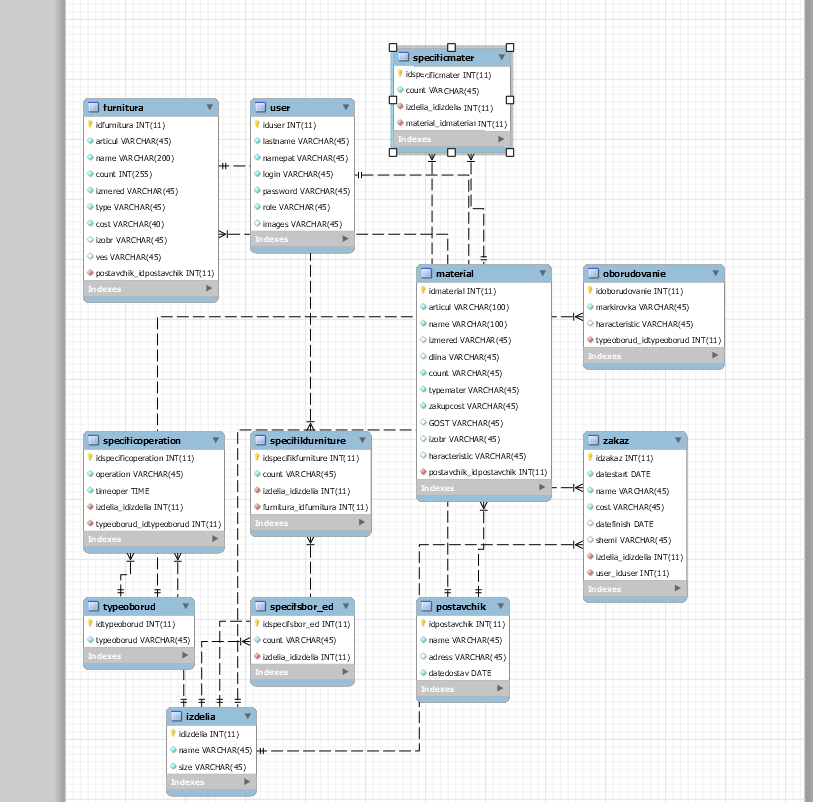 specificmater
idspecificmater INT(11)
count VARCHAR(45)
izdelia_idizdelia INT(11)
material_idmaterial INT(11)
Indexes
furnitura
idfurnitura INT(11)
articul VARCHAR(45)
name VARCHAR(200)
count INT(255)
izmered VARCHAR(45)
type VARCHAR(45)
cost VARCHAR(40)
izobr VARCHAR(45)
ves VARCHAR(45)
postavchik_idpostavchik INT(11)
Indexes
user
iduser INT(11)
lastname VARCHAR(45)
namepat VARCHAR(45)
login VARCHAR(45)
password VARCHAR(45)
role VARCHAR(45)
images VARCHAR(45)
Indexes
material
idmaterial INT(11)
articul VARCHAR(100)
name VARCHAR(100)
izmered VARCHAR(45)
dlina VARCHAR(45)
count VARCHAR(45)
typemater VARCHAR(45)
zakupcost VARCHAR(45)
GOST VARCHAR(45)
izobr VARCHAR(45)
haracteristic VARCHAR(45)
postavchik_idpostavchik INT(11)
Indexes
oborudovanie
idoborudovanie INT(11)
markirovka VARCHAR(45)
haracteristic VARCHAR(45)
typeoborud_idtypeoborud INT(11)
Indexes
specificoperation
idspecificoperation INT(11)
operation VARCHAR(45)
timeoper TIME
izdelia_idizdelia INT(11)
typeoborud_idtypeoborud INT(11)
Indexes
specifikfurniture
idspecifikfurniture INT(11)
count VARCHAR(45)
izdelia_idizdelia INT(11)
furnitura_idfurnitura INT(11)
Indexes
zakaz
idzakaz INT(11)
datestart DATE
name VARCHAR(45)
cost VARCHAR(45)
datefinish DATE
shemi VARCHAR(45)
izdelia_idizdelia INT(11)
user_iduser INT(11)
Indexes
typeoborud
idtypeoborud INT(11)
typeoborud VARCHAR(45)
Indexes
specifsbor_ed
idspecifsbor_ed INT(11)
count VARCHAR(45)
izdelia_idizdelia INT(11)
Indexes
postavchik
idpostavchik INT(11)
name VARCHAR(45)
adress VARCHAR(45)
datedostav DATE
Indexes
izdelia
idizdelia INT(11)
name VARCHAR(45)
size VARCHAR(45)
Indexes